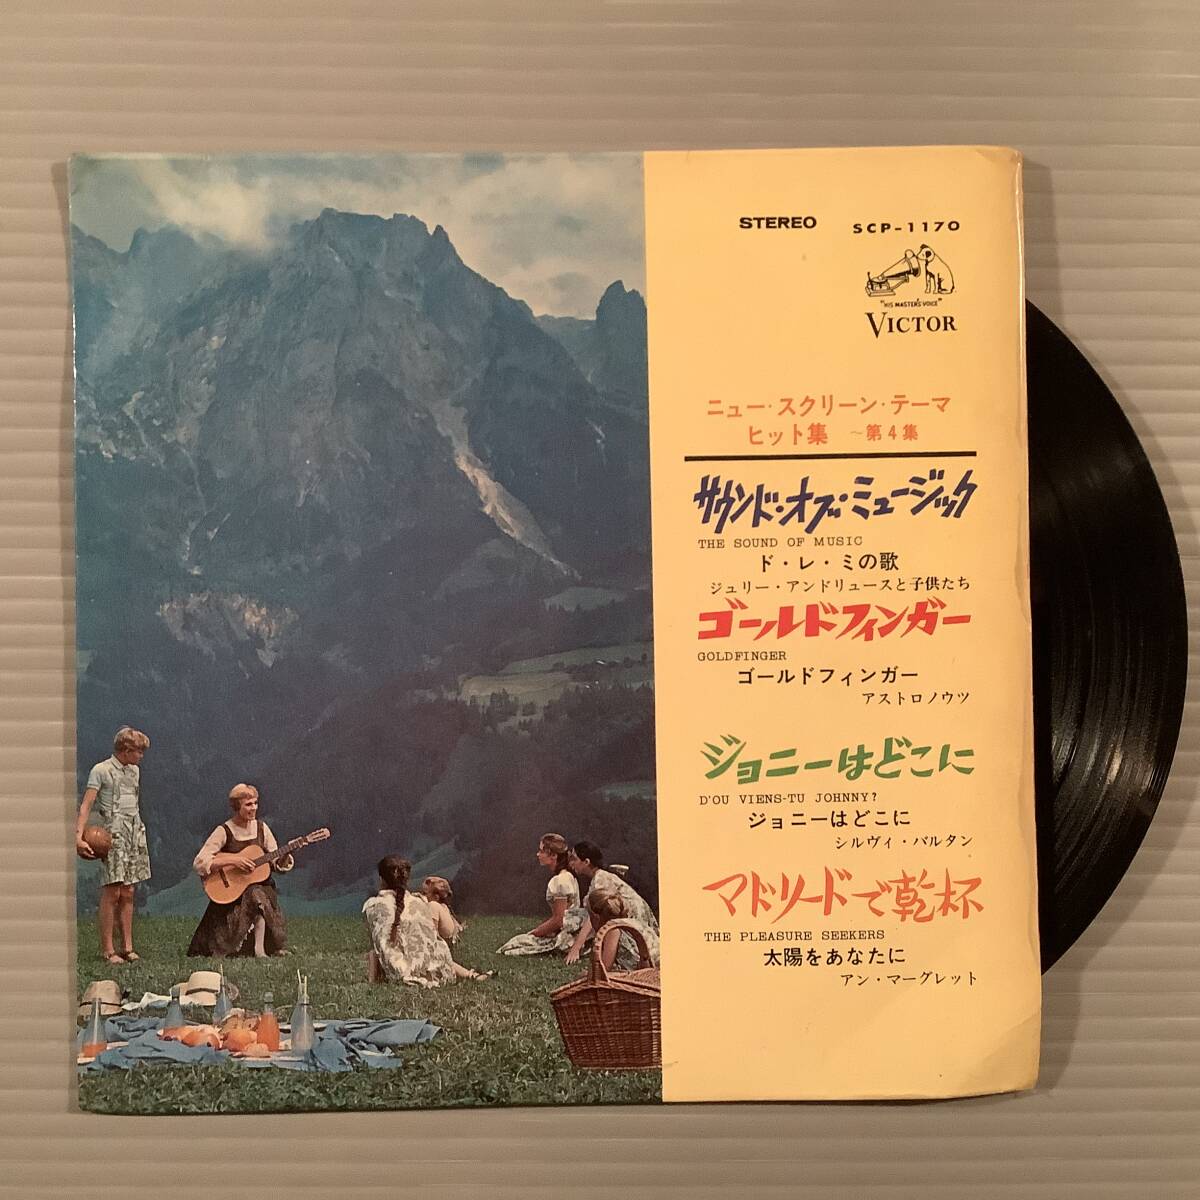 STEREO SCP-1170
"HIS MASTER'S VOICE"
VICTOR
ニュー・スクリーン・テーマ
ヒット集 ～第4集
サウンド・オブ・ミュージック
THE SOUND OF MUSIC
ド・レ・ミの歌
ジュリー・アンドリュースと子供たち
ゴールドフィンガー
GOLDFINGER
ゴールドフィンガー
アストロノウツ
ジョニーはどこに
D'OU VIENS-TU JOHNNY?
ジョニーはどこに
シルヴィ・バルタン
マドリードで乾杯
THE PLEASURE SEEKERS
太陽をあなたに
アン・マーグレット